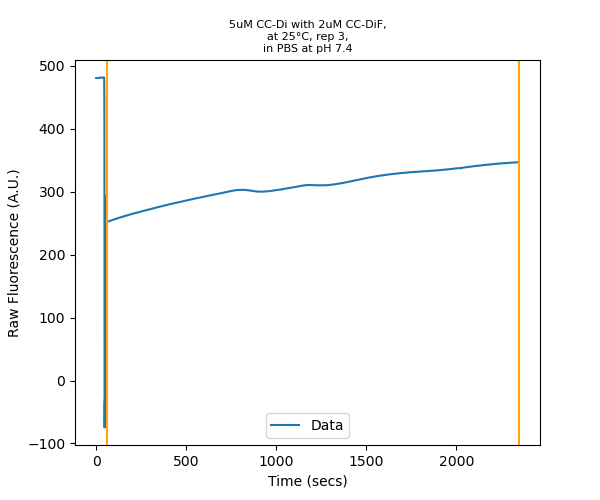 5uM CC-Di with 2uM CC-DiF,
at 25°C, rep 3,
in PBS at pH 7.4
Raw Fluorescence (A.U.)
500
400
300
200
100
0
−100
Data
0
500
1000
1500
2000
Time (secs)